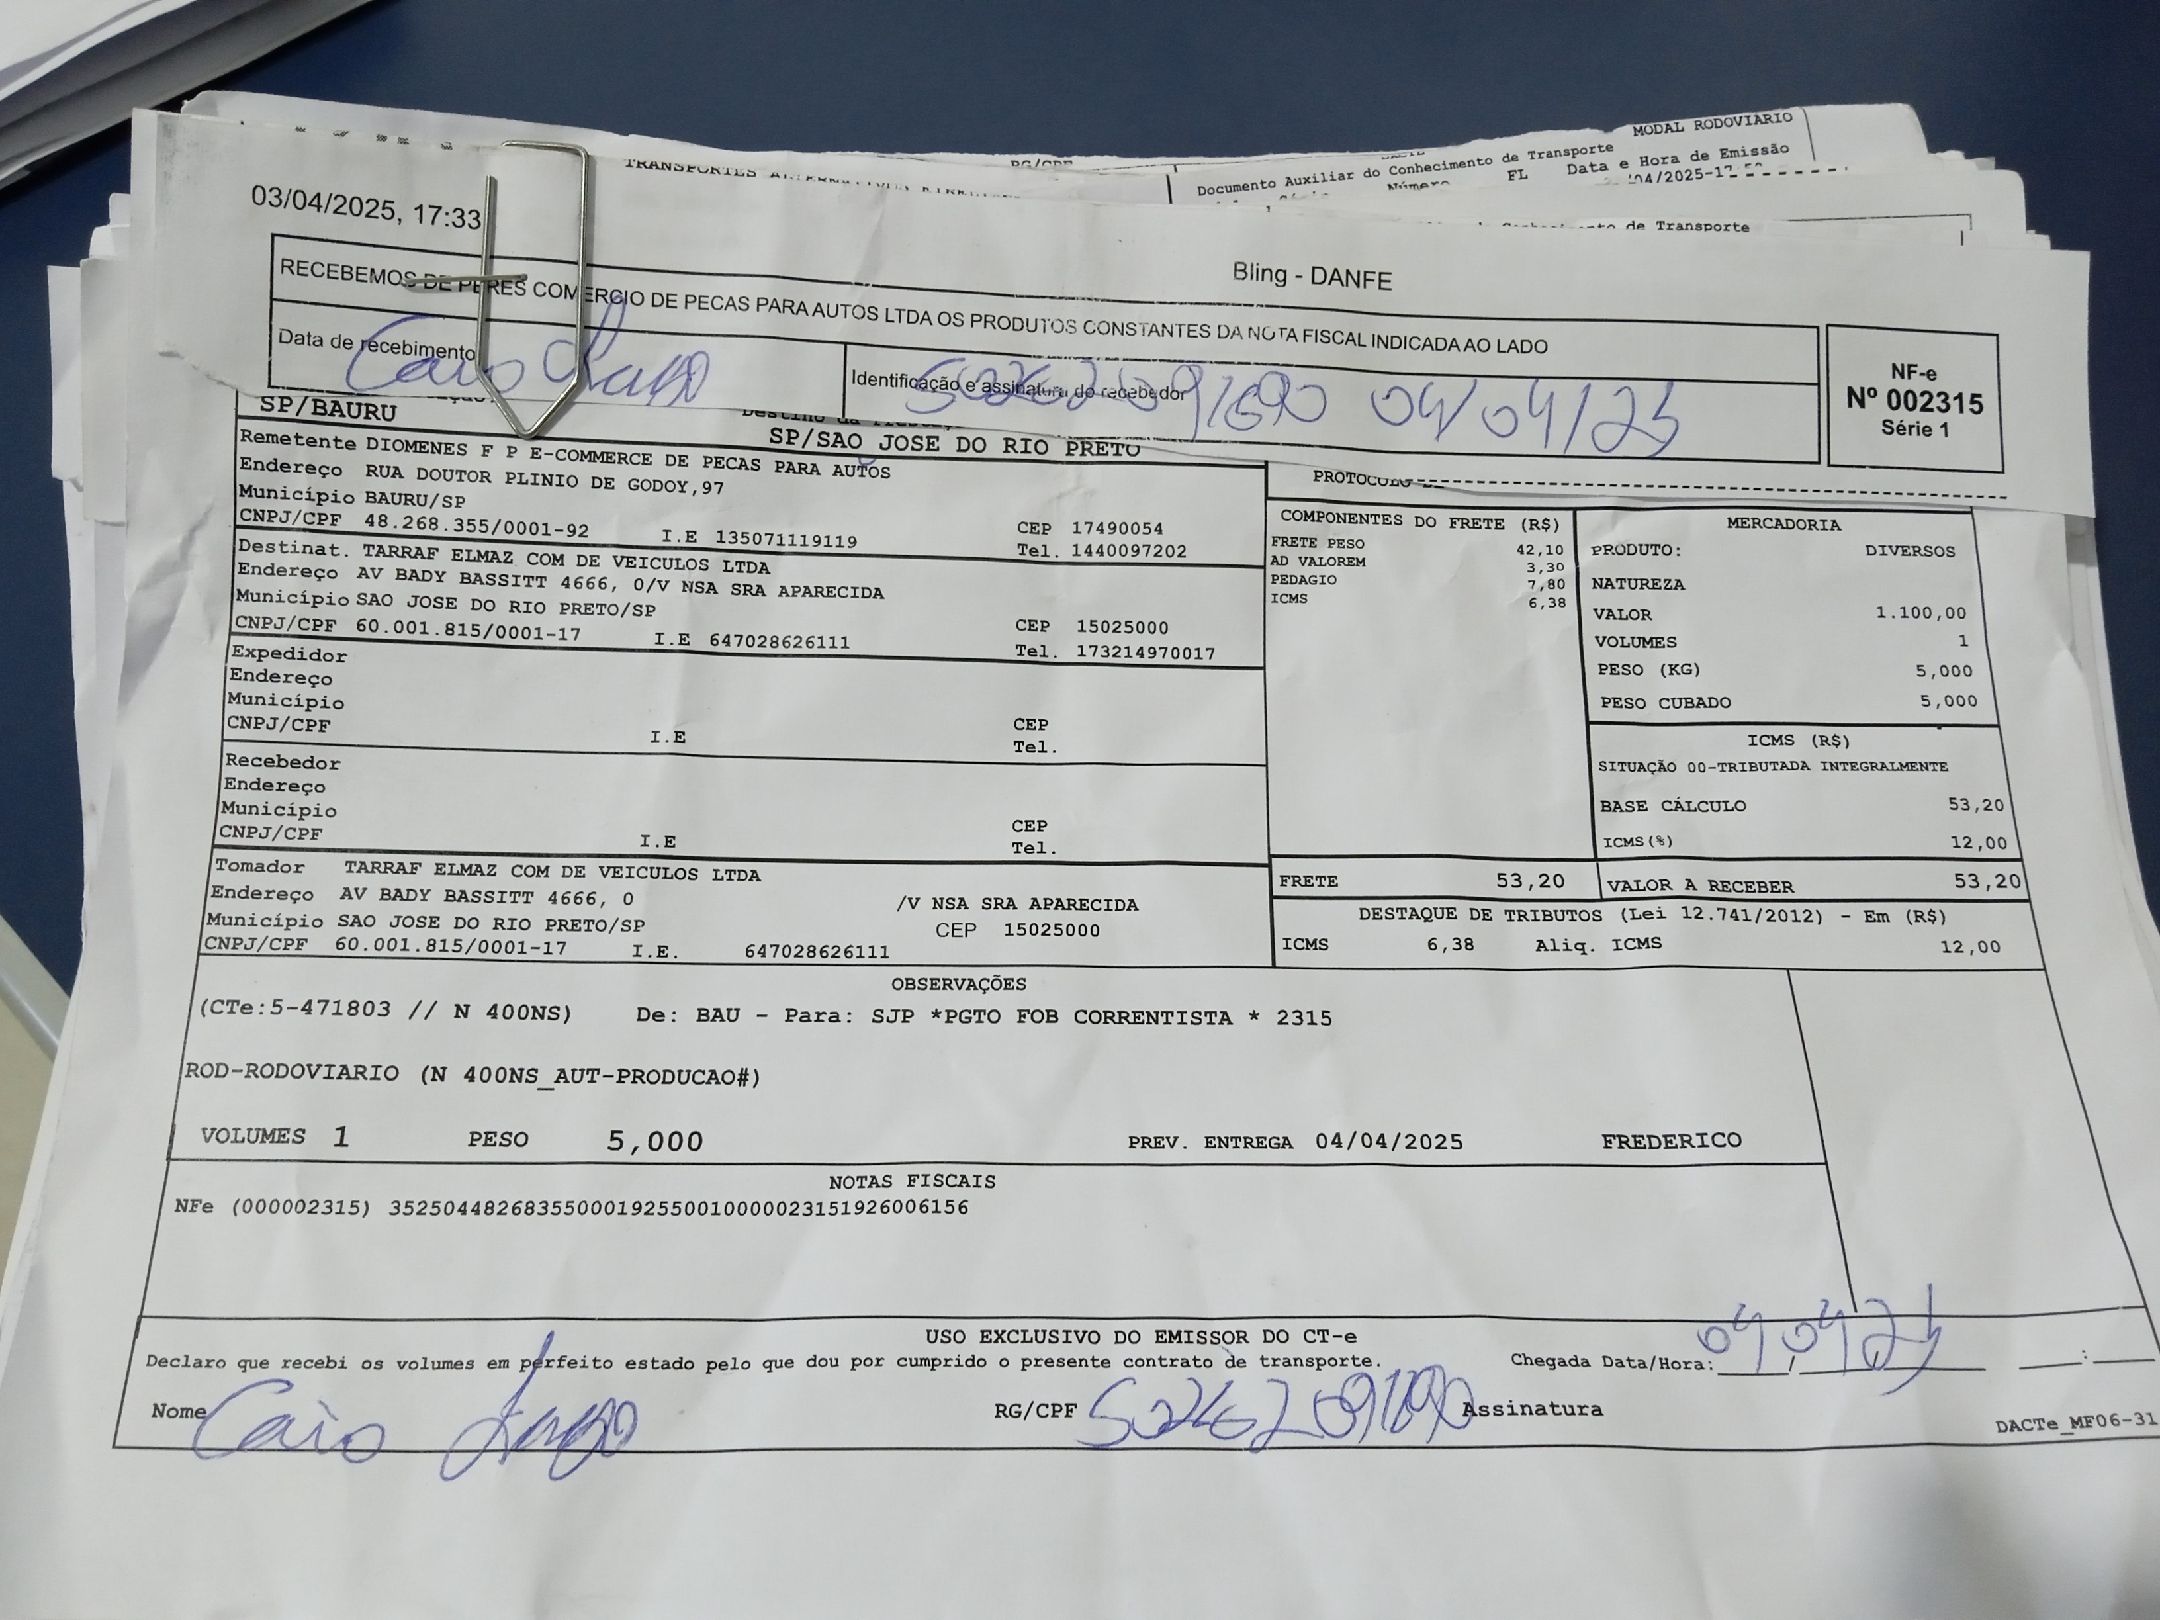 MODAL RODOVIARIO
RG/CPF
Documento Auxiliar do Conhecimento de Transporte
Número FL Data e Hora de Emissão
de Transporte
03/04/2025, 17:33
Bling - DANFE
RECEBEMOS DE PERES COMERCIO DE PECAS PARA AUTOS LTDA OS PRODUTOS CONSTANTES DA NOTA FISCAL INDICADA AO LADO
Data de recebimento
Identificação e assinatura do recebedor
04/04/25
NF-e
Nº 002315
Série 1
SP/BAURU
SP/SAO JOSE DO RIO PRETO
Remetente DIOMENES F P E-COMMERCE DE PECAS PARA AUTOS
Endereço RUA DOUTOR PLINIO DE GODOY,97
Município BAURU/SP
CEP 17490054
CNPJ/CPF 48.268.355/0001-92 I.E 135071119119
Tel. 1440097202
Destinat. TARRAF ELMAZ COM DE VEICULOS LTDA
Endereço AV BADY BASSITT 4666, 0/V NSA SRA APARECIDA
Município SAO JOSE DO RIO PRETO/SP
CEP 15025000
CNPJ/CPF 60.001.815/0001-17 I.E 647028626111
Tel. 173214970017
Expedidor
Endereço
Município
CEP
CNPJ/CPF I.E
Tel.
Recebedor
Endereço
Município
CEP
CNPJ/CPF I.E
Tel.
Tomador TARRAF ELMAZ COM DE VEICULOS LTDA
Endereço AV BADY BASSITT 4666, 0 /V NSA SRA APARECIDA
Município SAO JOSE DO RIO PRETO/SP CEP 15025000
CNPJ/CPF 60.001.815/0001-17 I.E. 647028626111
PROTOCOLO
COMPONENTES DO FRETE (R$)
FRETE PESO 42,10
AD VALOREM 3,30
PEDAGIO 7,80
ICMS 6,38
MERCADORIA
PRODUTO: DIVERSOS
NATUREZA
VALOR 1.100,00
VOLUMES 1
PESO (KG) 5,000
PESO CUBADO 5,000
ICMS (R$)
SITUAÇÃO 00-TRIBUTADA INTEGRALMENTE
BASE CÁLCULO 53,20
ICMS(%) 12,00
FRETE 53,20
VALOR A RECEBER 53,20
DESTAQUE DE TRIBUTOS (Lei 12.741/2012) - Em (R$)
ICMS 6,38 Aliq. ICMS 12,00
OBSERVAÇÕES
(CTe:5-471803 // N 400NS) De: BAU - Para: SJP *PGTO FOB CORRENTISTA * 2315
ROD-RODOVIARIO (N 400NS_AUT-PRODUCAO#)
VOLUMES 1 PESO 5,000 PREV. ENTREGA 04/04/2025 FREDERICO
NOTAS FISCAIS
NFe (000002315) 35250448268355000192550010000023151926006156
USO EXCLUSIVO DO EMISSOR DO CT-e
Declaro que recebi os volumes em perfeito estado pelo que dou por cumprido o presente contrato de transporte. Chegada Data/Hora: 04/04/25
Nome Caio
RG/CPF
Assinatura
DACTe_MF06-31